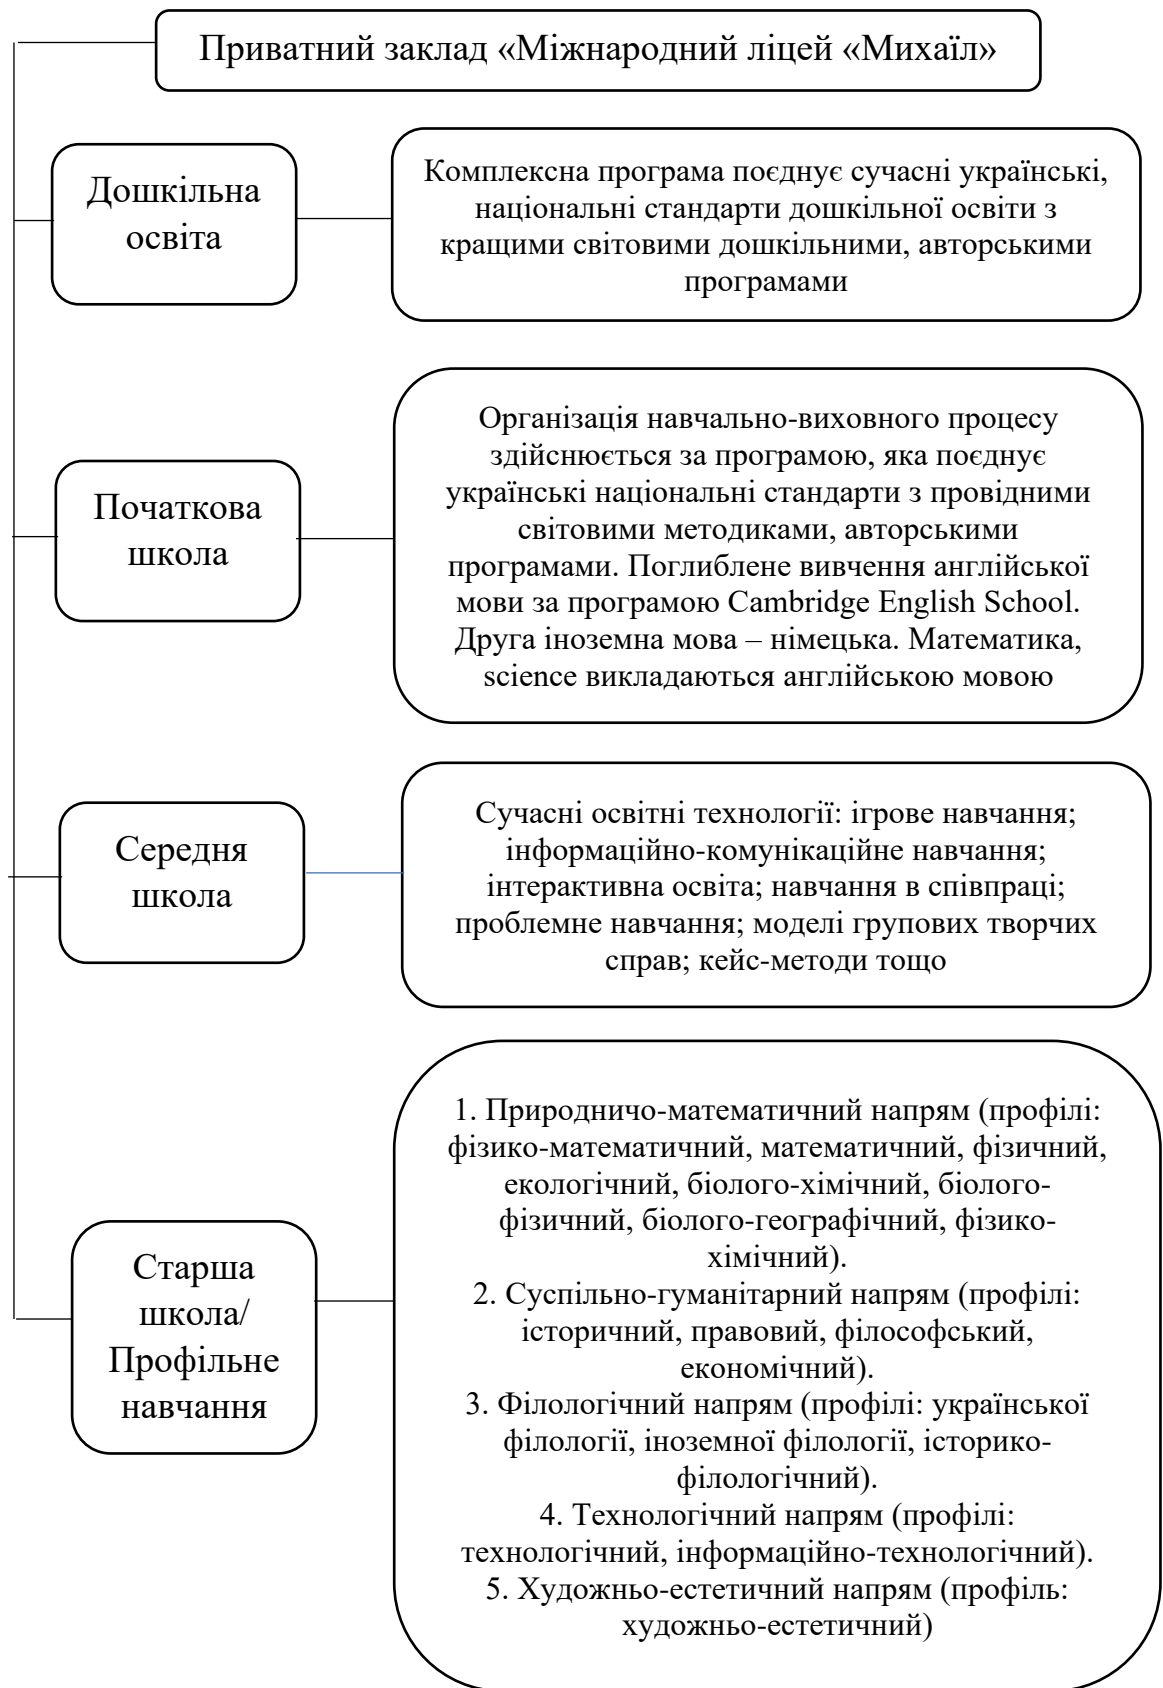 Приватний заклад «Міжнародний ліцей «Михаїл»
Дошкільна
освіта
Комплексна програма поєднує сучасні українські,
національні стандарти дошкільної освіти з
кращими світовими дошкільними, авторськими
програмами
Початкова
школа
Організація навчально-виховного процесу
здійснюється за програмою, яка поєднує
українські національні стандарти з провідними
світовими методиками, авторськими
програмами. Поглиблене вивчення англійської
мови за програмою Cambridge English School.
Друга іноземна мова – німецька. Математика,
science викладаються англійською мовою
Середня
школа
Сучасні освітні технології: ігрове навчання;
інформаційно-комунікаційне навчання;
інтерактивна освіта; навчання в співпраці;
проблемне навчання; моделі групових творчих
справ; кейс-методи тощо
Старша
школа/
Профільне
навчання
1. Природничо-математичний напрям (профілі:
фізико-математичний, математичний, фізичний,
екологічний, біолого-хімічний, біолого-
фізичний, біолого-географічний, фізико-
хімічний).
2. Суспільно-гуманітарний напрям (профілі:
історичний, правовий, філософський,
економічний).
3. Філологічний напрям (профілі: української
філології, іноземної філології, історико-
філологічний).
4. Технологічний напрям (профілі:
технологічний, інформаційно-технологічний).
5. Художньо-естетичний напрям (профіль:
художньо-естетичний)